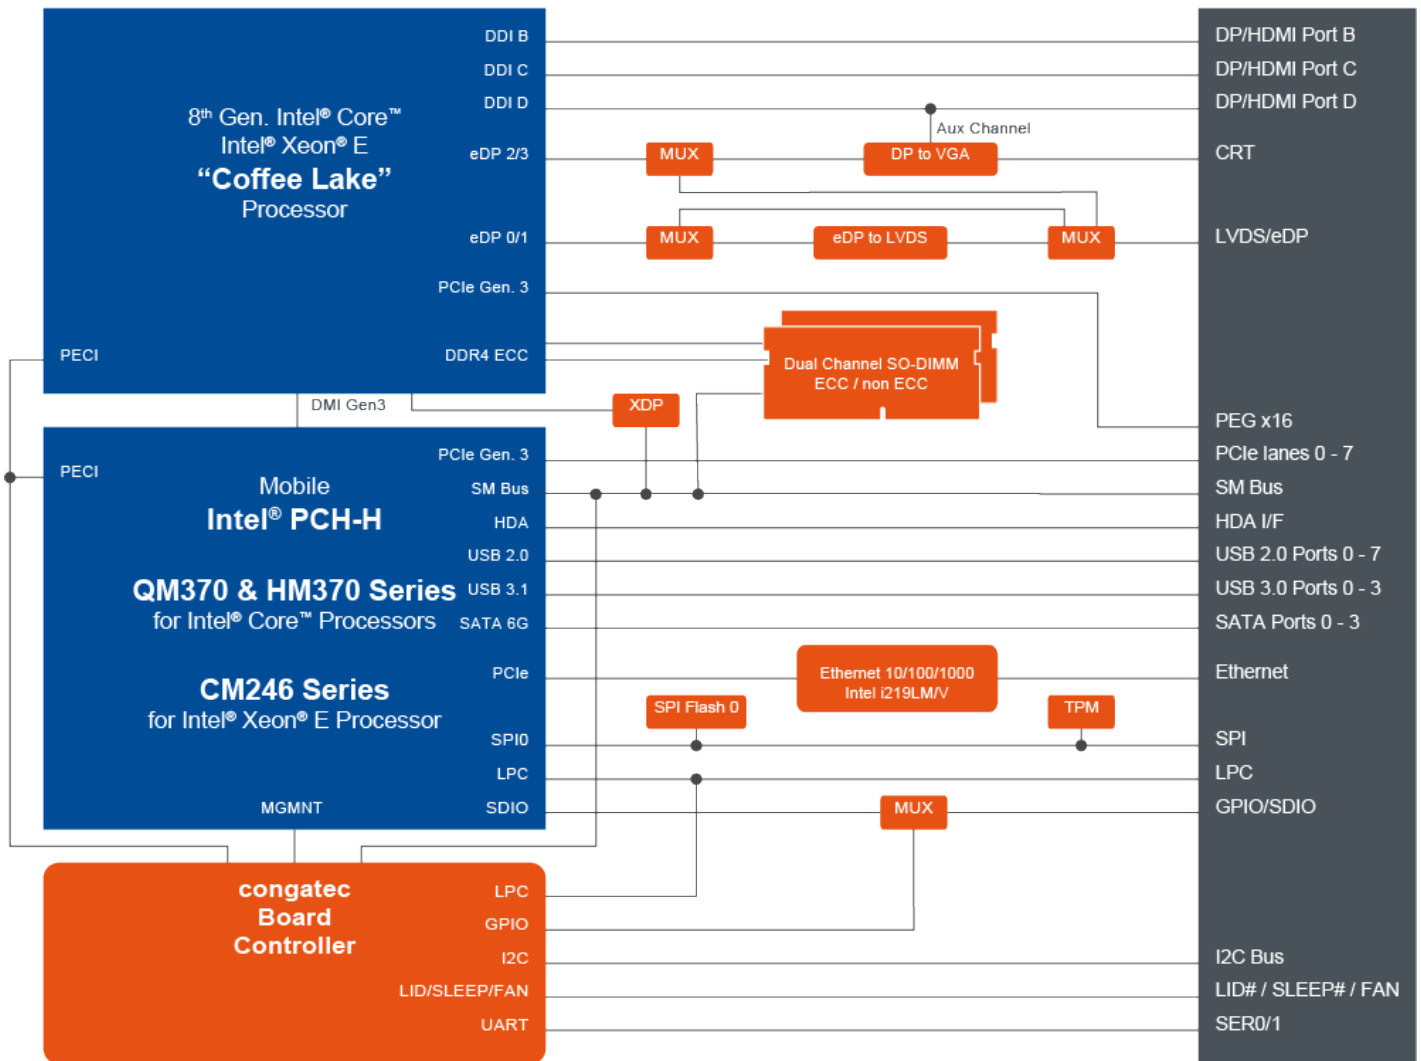 8th Gen. Intel® Core™
Intel® Xeon® E
“Coffee Lake”
Processor
DDI B
DDI C
DDI D
eDP 2/3
eDP 0/1
PCIe Gen. 3
PECI
DDR4 ECC
DMI Gen3
MUX
Aux Channel
DP to VGA
MUX
eDP to LVDS
MUX
Dual Channel SO-DIMM
ECC / non ECC
XDP
PECI
Mobile
Intel® PCH-H
QM370 & HM370 Series
for Intel® Core™ Processors
CM246 Series
for Intel® Xeon® E Processor
MGMNT
PCIe Gen. 3
SM Bus
HDA
USB 2.0
USB 3.1
SATA 6G
PCIe
SPI0
LPC
SDIO
Ethernet 10/100/1000
Intel i219LM/V
SPI Flash 0
TPM
MUX
congatec
Board
Controller
LPC
GPIO
I2C
LID/SLEEP/FAN
UART
DP/HDMI Port B
DP/HDMI Port C
DP/HDMI Port D
CRT
LVDS/eDP
PEG x16
PCIe lanes 0 - 7
SM Bus
HDA I/F
USB 2.0 Ports 0 - 7
USB 3.0 Ports 0 - 3
SATA Ports 0 - 3
Ethernet
SPI
LPC
GPIO/SDIO
I2C Bus
LID# / SLEEP# / FAN
SER0/1